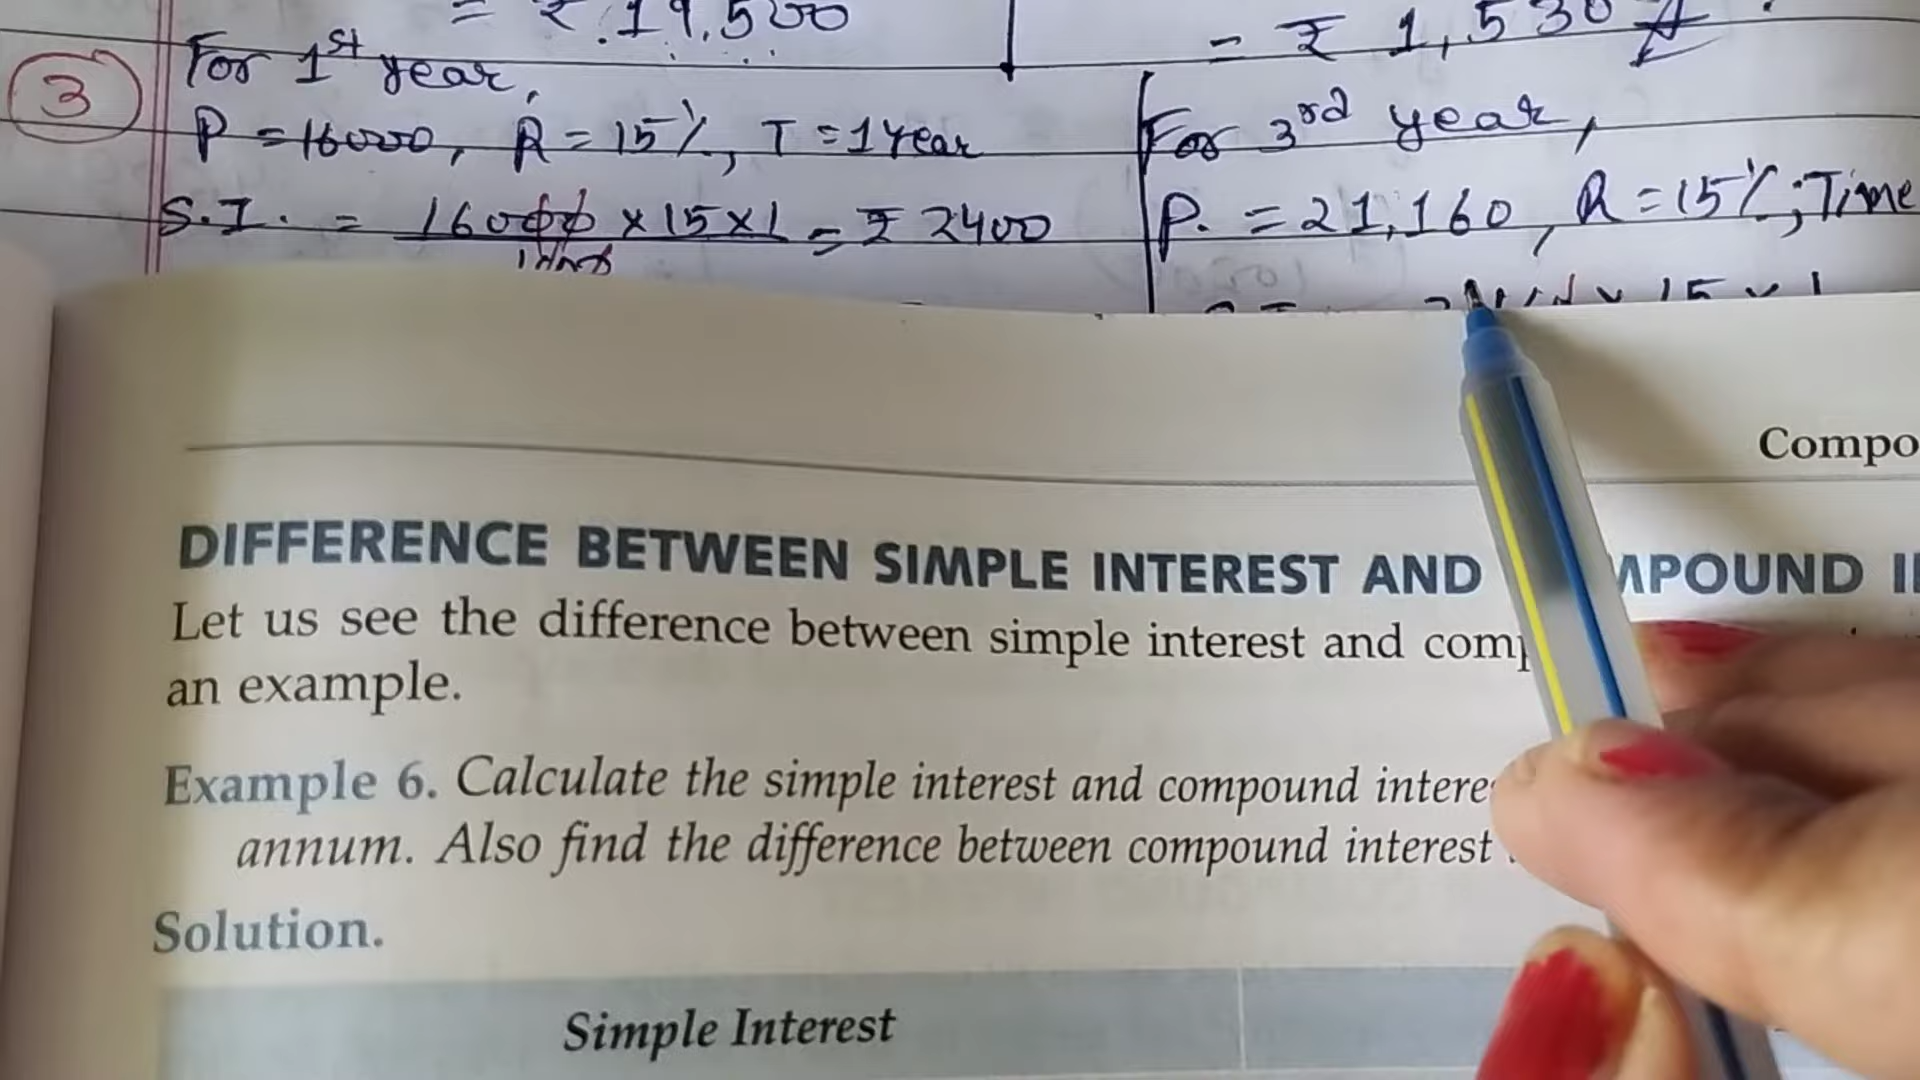 = ₹ 19,500
= ₹ 1,530
3
For 1st year,
P = 16000, R = 15%, T = 1 Year
S.I. = 16000 x 15 x 1 = ₹ 2400
For 3rd year,
P. = 21,160, R = 15%; Time
x 15 x 1
Compo
DIFFERENCE BETWEEN SIMPLE INTEREST AND MPOUND I
Let us see the difference between simple interest and com
an example.
Example 6. Calculate the simple interest and compound intere
annum. Also find the difference between compound interest
Solution.
Simple Interest